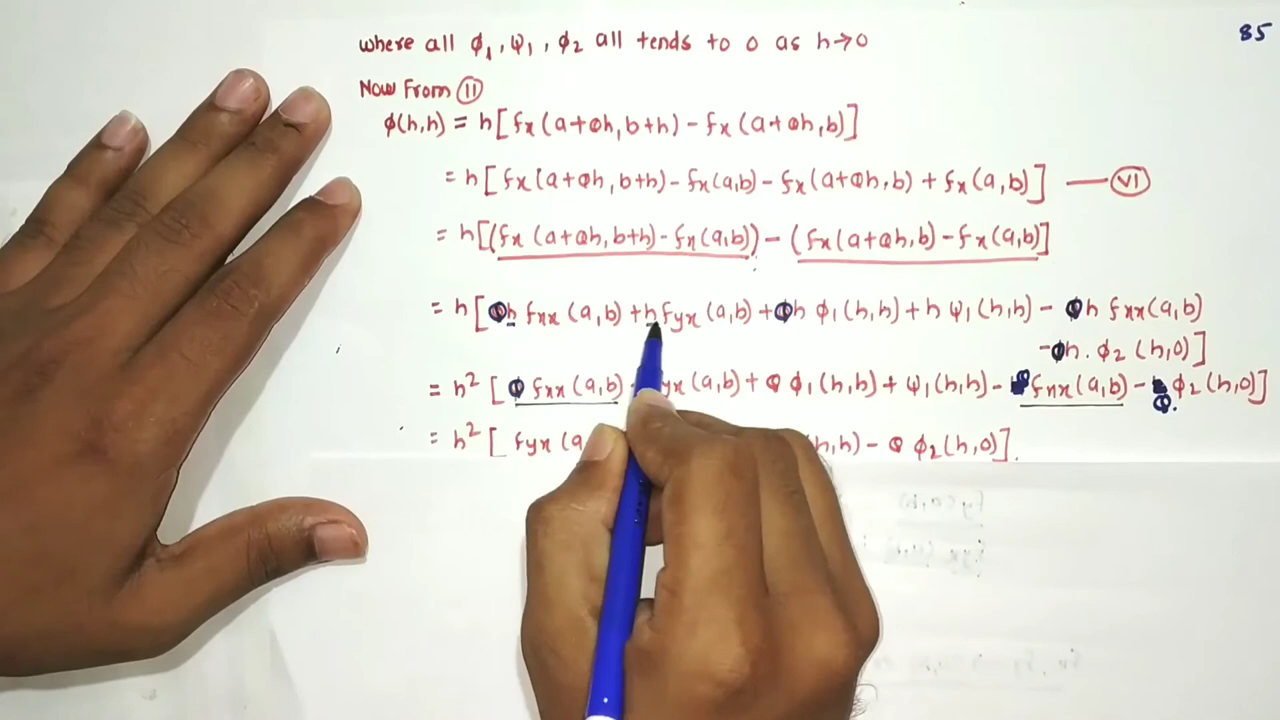 85
where all ϕ₁, ψ₁, ϕ₂ all tends to 0 as h→0
Now From (11)
ϕ(h,h) = h[fx(a+θh, b+h) - fx(a+θh, b)]
= h[fx(a+θh, b+h) - fx(a,b) - fx(a+θh, b) + fx(a,b)] — (VI)
= h[(fx(a+θh, b+h) - fx(a,b)) - (fx(a+θh, b) - fx(a,b)]
= h[θh fxx(a,b) + h fyx(a,b) + θh ϕ₁(h,h) + h ψ₁(h,h) - θh fxx(a,b)
- θh. ϕ₂(h,0)]
= h² [θ fxx(a,b) yx(a,b) + θ ϕ₁(h,h) + ψ₁(h,h) - θ fxx(a,b) - θ ϕ₂(h,0)]
= h² [fyx(a h,h) - θ ϕ₂(h,0)].